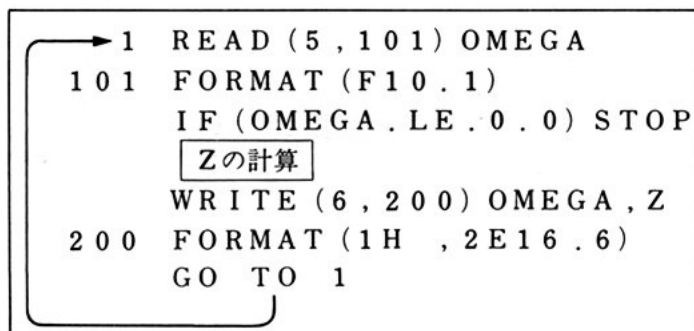 1 READ (5,101) OMEGA
101 FORMAT (F10.1)
IF (OMEGA.LE.0.0) STOP
Zの計算
WRITE (6,200) OMEGA,Z
200 FORMAT (1H ,2E16.6)
GO TO 1